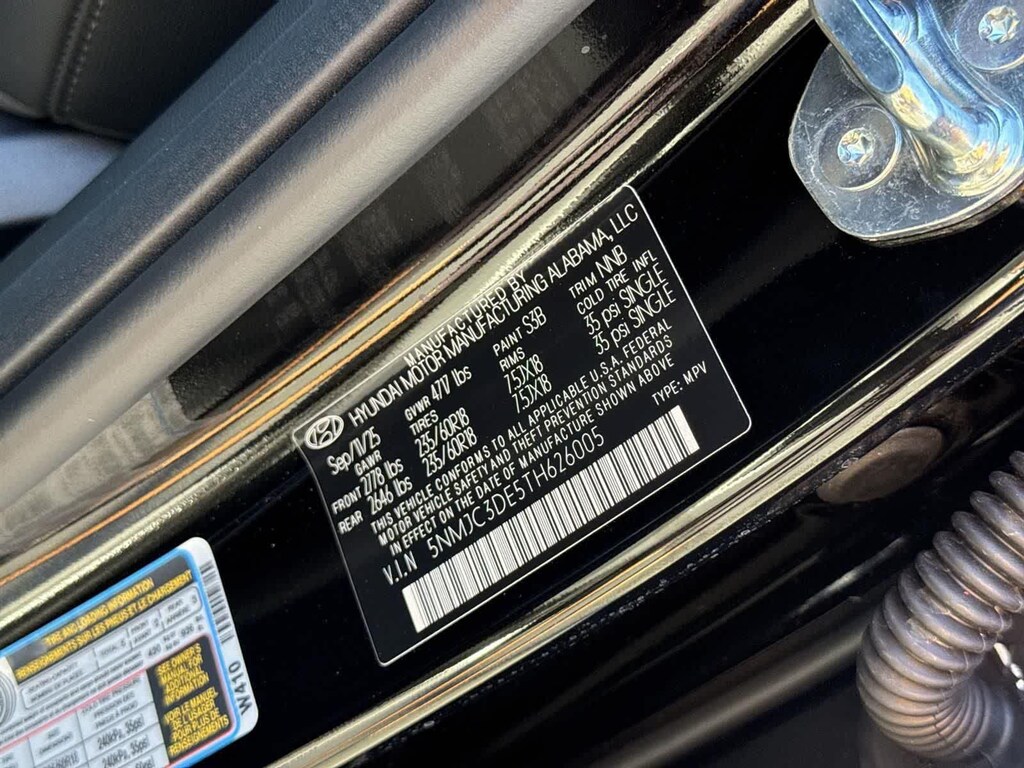 MANUFACTURED BY
HYUNDAI MOTOR MANUFACTURING ALABAMA, LLC
Sep/11/25 GVWR 4717 lbs PAINT S3B TRIM NNB
GAWR TIRES RIMS COLD TIRE INFL
FRONT 2778 lbs 235/60R18 7.5JX18 35 psi SINGLE
REAR 2646 lbs 235/60R18 7.5JX18 35 psi SINGLE
THIS VEHICLE CONFORMS TO ALL APPLICABLE U.S.A. FEDERAL
MOTOR VEHICLE SAFETY AND THEFT PREVENTION STANDARDS
IN EFFECT ON THE DATE OF MANUFACTURE SHOWN ABOVE
V.I.N 5NMJC3DE5TH626005 TYPE: MPV
TIRE AND LOADING INFORMATION
RENSEIGNEMENTS SUR LES PNEUS ET LE CHARGEMENT
SEE OWNER'S
MANUAL FOR
ADDITIONAL
INFORMATION
VOIR LE MANUEL
DE L'USAGER
POUR PLUS DE
RENSEIGNEMENTS
240kPa, 35psi
240kPa, 35psi
W410